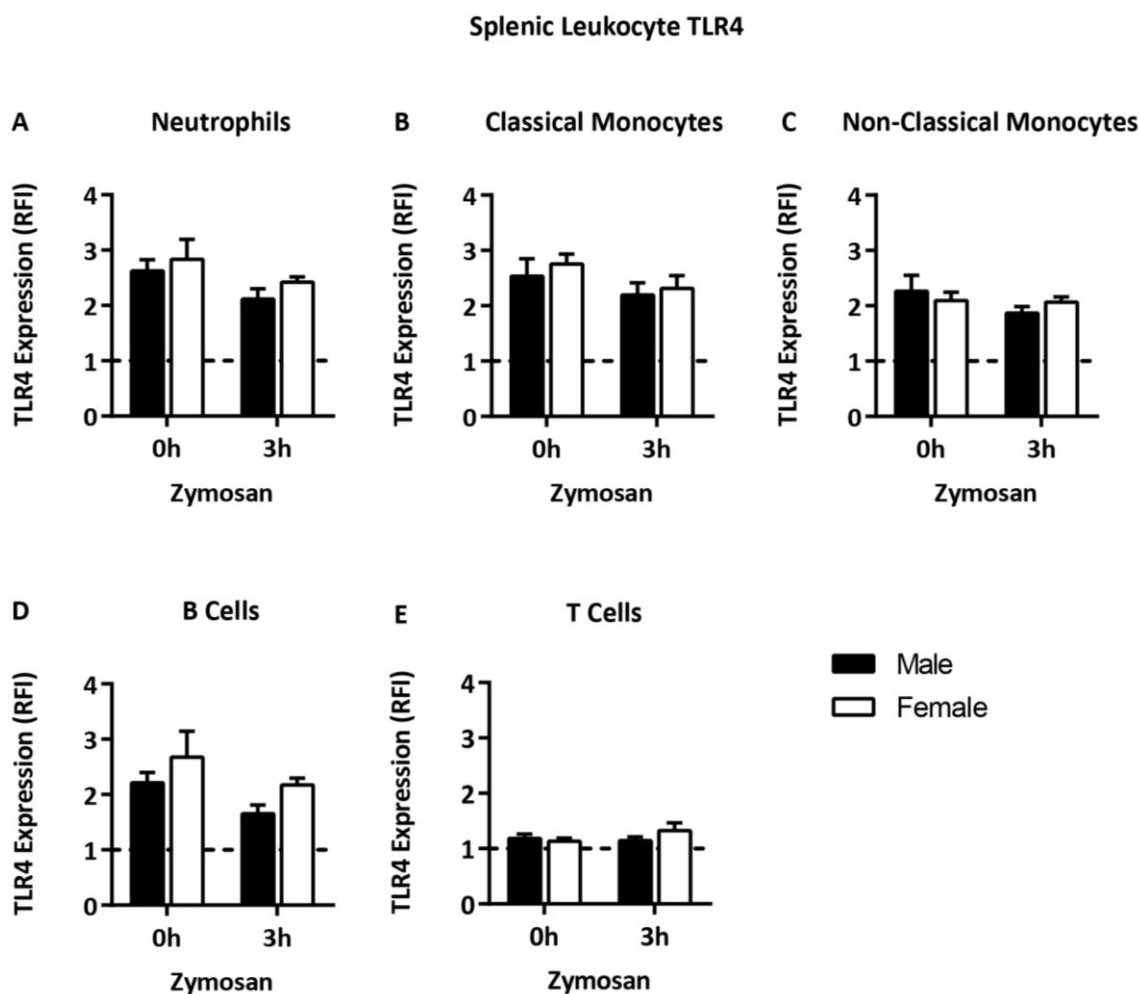 Splenic Leukocyte TLR4
A Neutrophils
TLR4 Expression (RFI)
4
3
2
1
0
0h 3h
Zymosan
B Classical Monocytes
TLR4 Expression (RFI)
4
3
2
1
0
0h 3h
Zymosan
C Non-Classical Monocytes
TLR4 Expression (RFI)
4
3
2
1
0
0h 3h
Zymosan
D B Cells
TLR4 Expression (RFI)
4
3
2
1
0
0h 3h
Zymosan
E T Cells
TLR4 Expression (RFI)
4
3
2
1
0
0h 3h
Zymosan
Male
Female